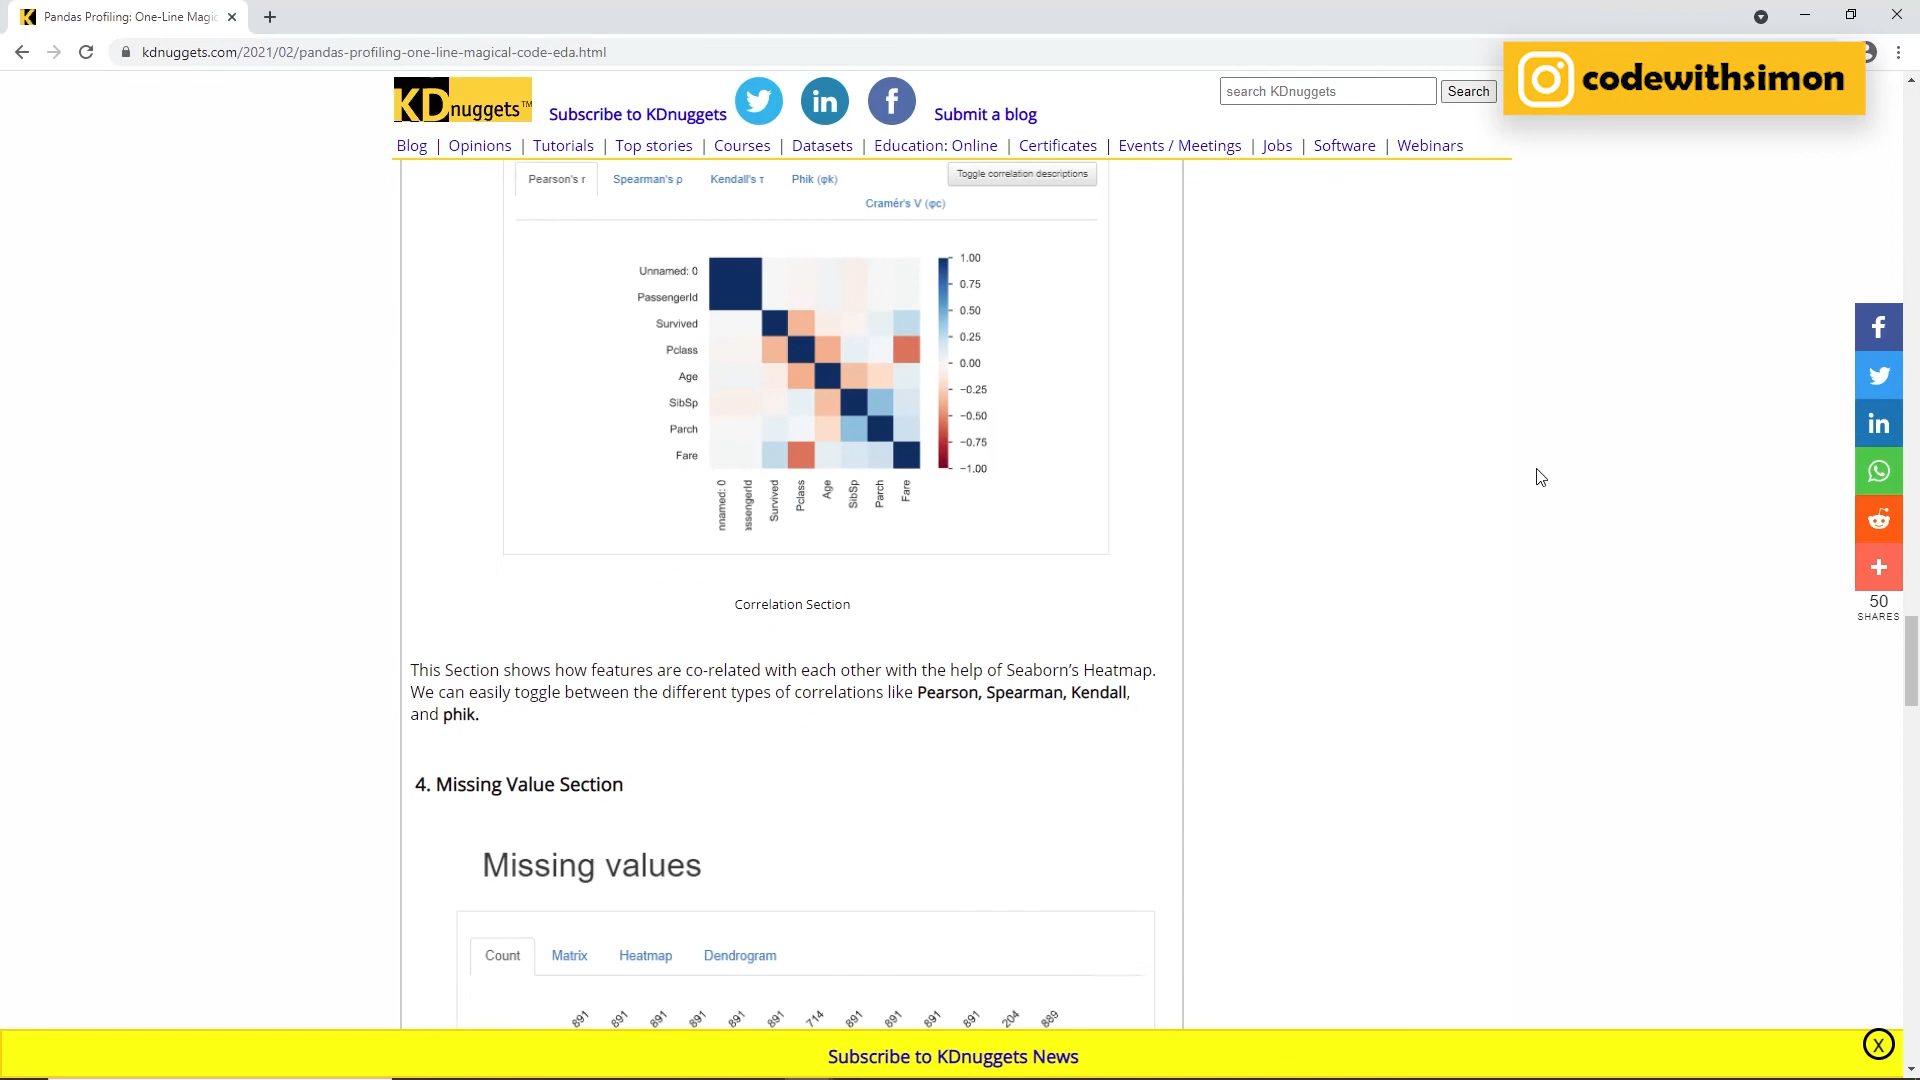 Pandas Profiling: One-Line Magic
kdnuggets.com/2021/02/pandas-profiling-one-line-magical-code-eda.html
codewithsimon
KDnuggets™
Subscribe to KDnuggets
Submit a blog
search KDnuggets
Search
Blog | Opinions | Tutorials | Top stories | Courses | Datasets | Education: Online | Certificates | Events / Meetings | Jobs | Software | Webinars
Pearson's r
Spearman's ρ
Kendall's τ
Phik (φk)
Toggle correlation descriptions
Cramér's V (φc)
Unnamed: 0
PassengerId
Survived
Pclass
Age
SibSp
Parch
Fare
1.00
0.75
0.50
0.25
0.00
−0.25
−0.50
−0.75
−1.00
nnamed: 0
assengerId
Survived
Pclass
Age
SibSp
Parch
Fare
Correlation Section
This Section shows how features are co-related with each other with the help of Seaborn's Heatmap.
We can easily toggle between the different types of correlations like Pearson, Spearman, Kendall,
and phik.
4. Missing Value Section
Missing values
Count
Matrix
Heatmap
Dendrogram
891
891
891
891
891
891
714
891
891
891
891
204
889
50
SHARES
Subscribe to KDnuggets News
X